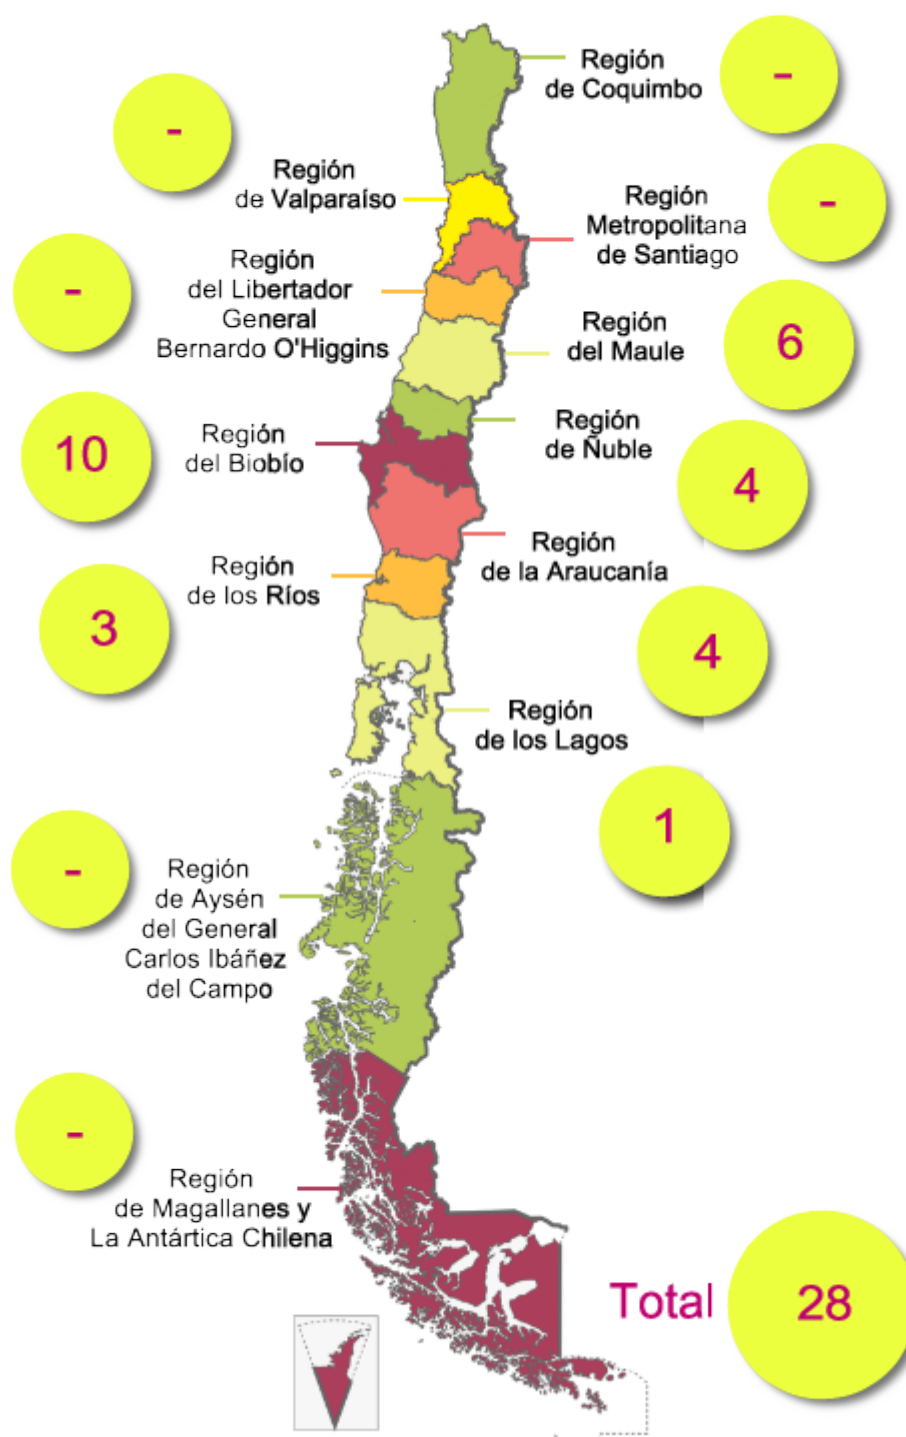 Región
de Coquimbo
-
-
Región
de Valparaíso
Región
Metropolitana
de Santiago
-
-
Región
del Libertador
General
Bernardo O'Higgins
Región
del Maule
6
10
Región
del Biobío
Región
de Ñuble
4
Región
de la Araucanía
Región
de los Ríos
3
4
Región
de los Lagos
1
-
Región
de Aysén
del General
Carlos Ibáñez
del Campo
-
Región
de Magallanes y
La Antártica Chilena
Total
28